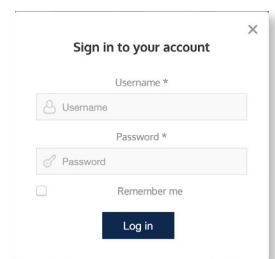 Sign in to your account
Username *
Username
Password *
Password
Remember me
Log in